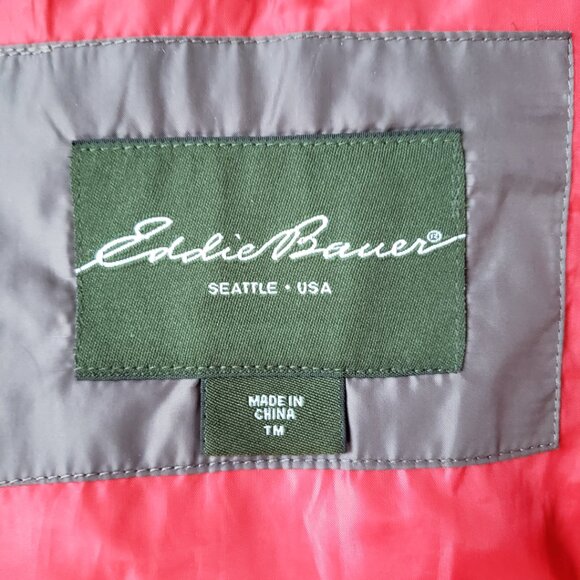 Eddie Bauer®
SEATTLE • USA
MADE IN
CHINA
TM